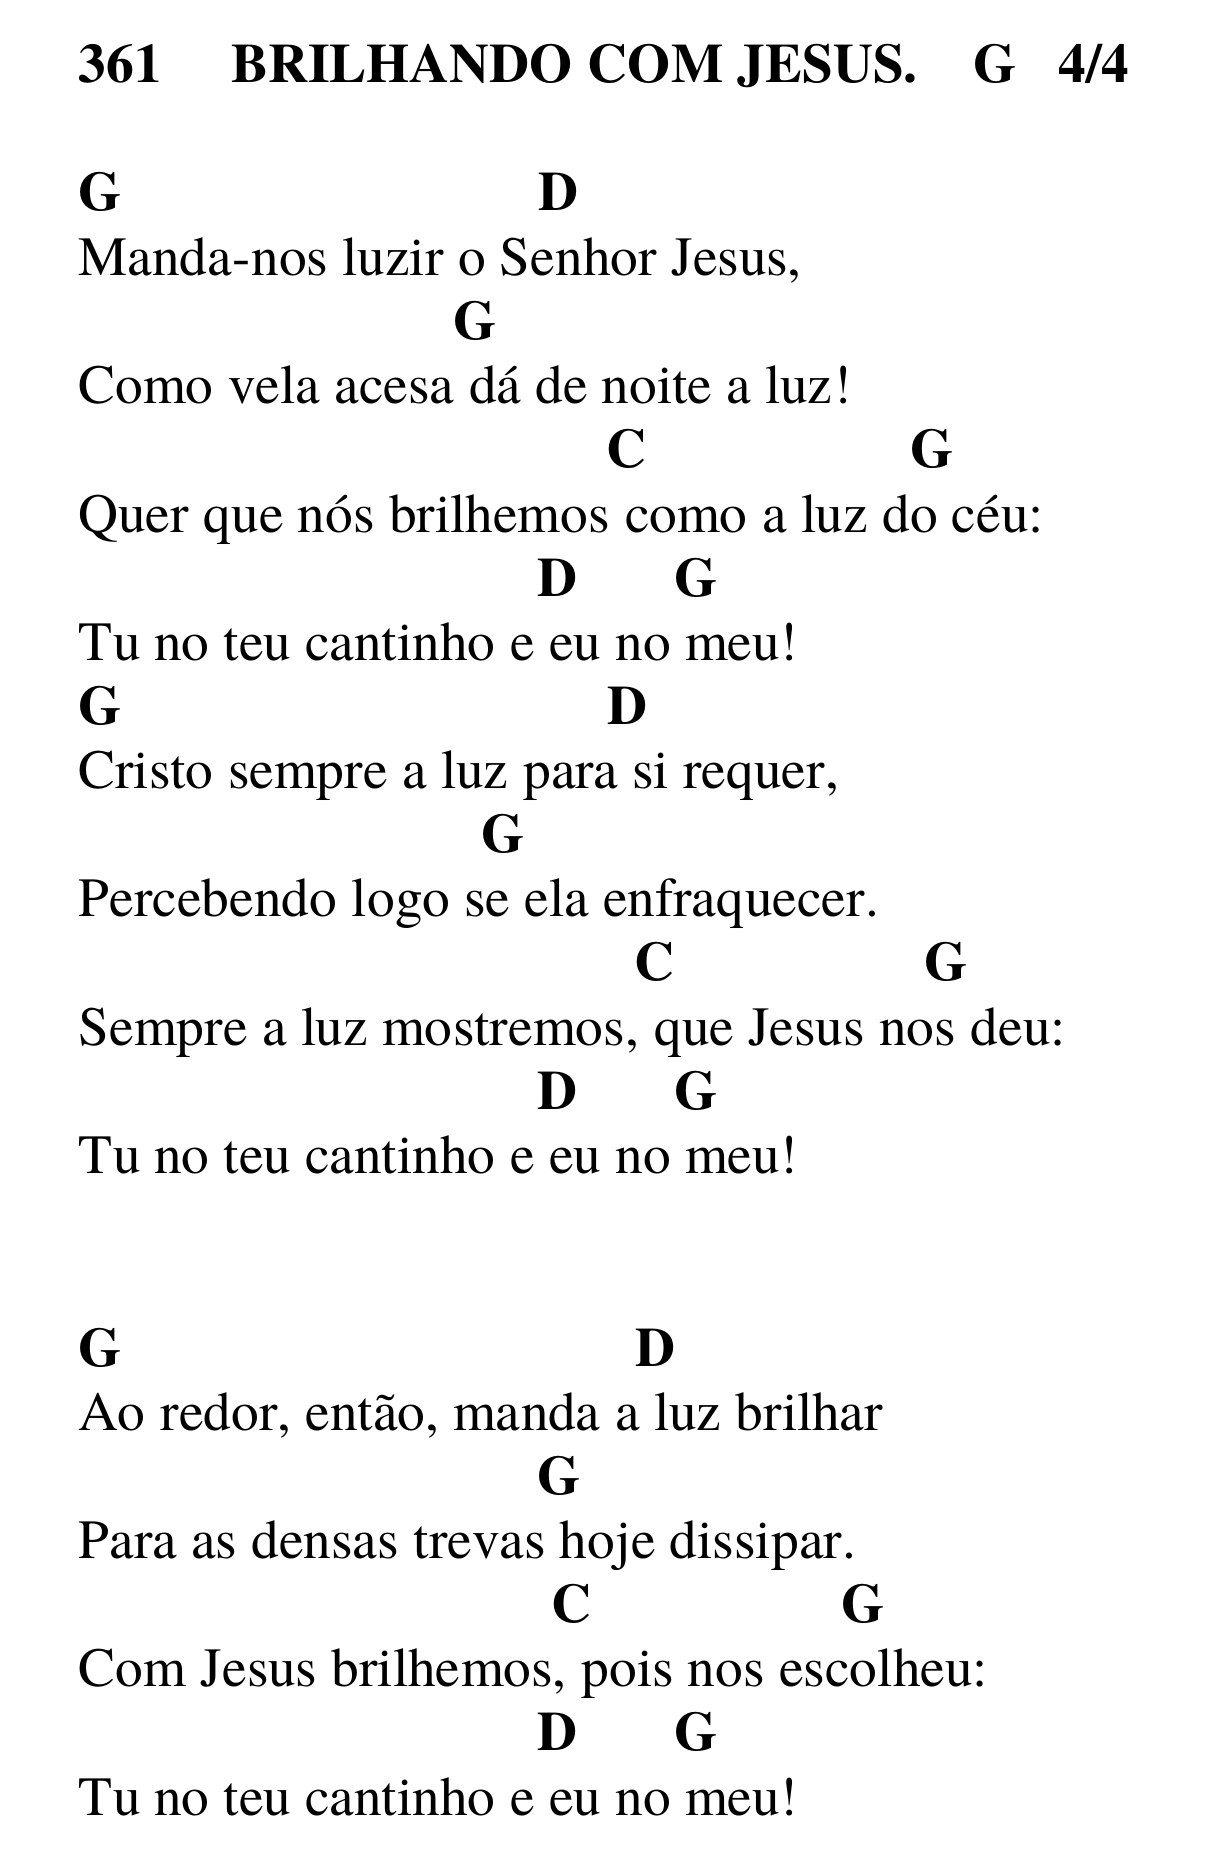 361 BRILHANDO COM JESUS. G 4/4
G D
Manda-nos luzir o Senhor Jesus,
G
Como vela acesa dá de noite a luz!
C G
Quer que nós brilhemos como a luz do céu:
D G
Tu no teu cantinho e eu no meu!
G D
Cristo sempre a luz para si requer,
G
Percebendo logo se ela enfraquecer.
C G
Sempre a luz mostremos, que Jesus nos deu:
D G
Tu no teu cantinho e eu no meu!
G D
Ao redor, então, manda a luz brilhar
G
Para as densas trevas hoje dissipar.
C G
Com Jesus brilhemos, pois nos escolheu:
D G
Tu no teu cantinho e eu no meu!